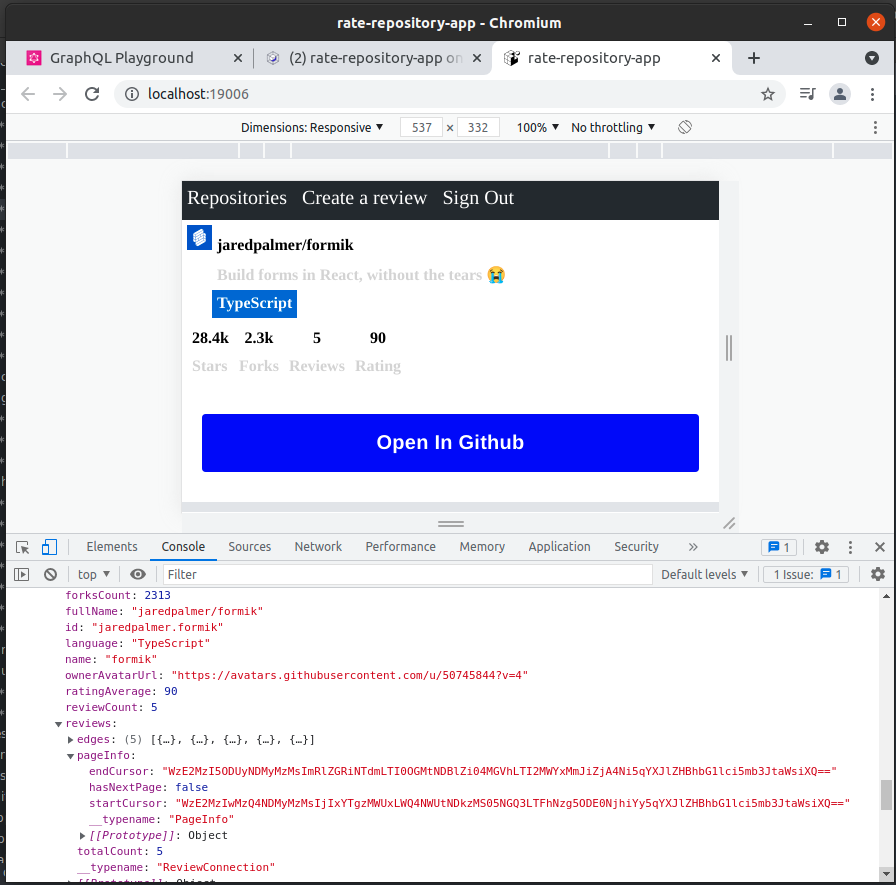 rate-repository-app - Chromium
GraphQL Playground
(2) rate-repository-app on
rate-repository-app
localhost:19006
Dimensions: Responsive 537 × 332 100% No throttling
Repositories Create a review Sign Out
jaredpalmer/formik
Build forms in React, without the tears 😭
TypeScript
28.4k 2.3k 5 90
Stars Forks Reviews Rating
Open In Github
Elements Console Sources Network Performance Memory Application Security » 1
top Filter Default levels 1 Issue: 1
forksCount: 2313
fullName: "jaredpalmer/formik"
id: "jaredpalmer.formik"
language: "TypeScript"
name: "formik"
ownerAvatarUrl: "https://avatars.githubusercontent.com/u/50745844?v=4"
ratingAverage: 90
reviewCount: 5
reviews:
edges: (5) [{…}, {…}, {…}, {…}, {…}]
pageInfo:
endCursor: "WzE2MzI5ODUyNDMyMzMsImRlZGRiNTdmLTI0OGMtNDBlZi04MGVhLTI2MWYxMmJiZjA4Ni5qYXJlZHBhbG1lci5mb3JtaWsiXQ=="
hasNextPage: false
startCursor: "WzE2MzIwMzQ4NDMyMzMsIjIxYTgzMWUxLWQ4NWUtNDkzMS05NGQ3LTFhNzg5ODE0NjhiYy5qYXJlZHBhbG1lci5mb3JtaWsiXQ=="
__typename: "PageInfo"
[[Prototype]]: Object
totalCount: 5
__typename: "ReviewConnection"
[[Prototype]]: Object